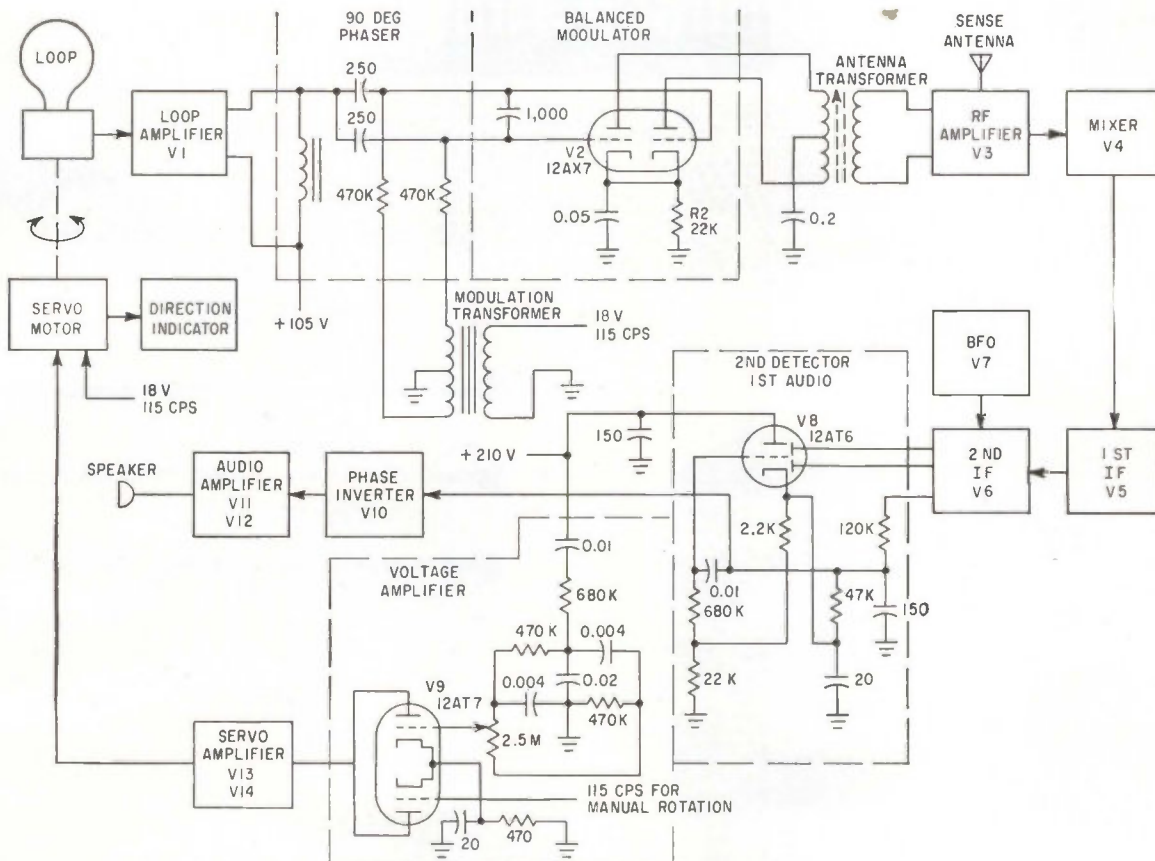 LOOP
LOOP
AMPLIFIER
V1
90 DEG
PHASER
250
250
470K
470K
+105 V
BALANCED
MODULATOR
1,000
V2
12AX7
0.05
R2
22K
0.2
ANTENNA
TRANSFORMER
SENSE
ANTENNA
RF
AMPLIFIER
V3
MIXER
V4
SERVO
MOTOR
DIRECTION
INDICATOR
18 V
115 CPS
MODULATION
TRANSFORMER
18 V
115 CPS
2ND DETECTOR
1ST AUDIO
BFO
V7
150
V8
12AT6
+210 V
2ND
IF
V6
1 ST
IF
V5
SPEAKER
AUDIO
AMPLIFIER
V11
V12
PHASE
INVERTER
V10
2.2K
120K
0.01
680K
47K
150
22 K
20
VOLTAGE
AMPLIFIER
0.01
680K
470K
0.004
0.004
0.02
470K
V9
12AT7
2.5M
115 CPS FOR
MANUAL ROTATION
20
470
SERVO
AMPLIFIER
V13
V14